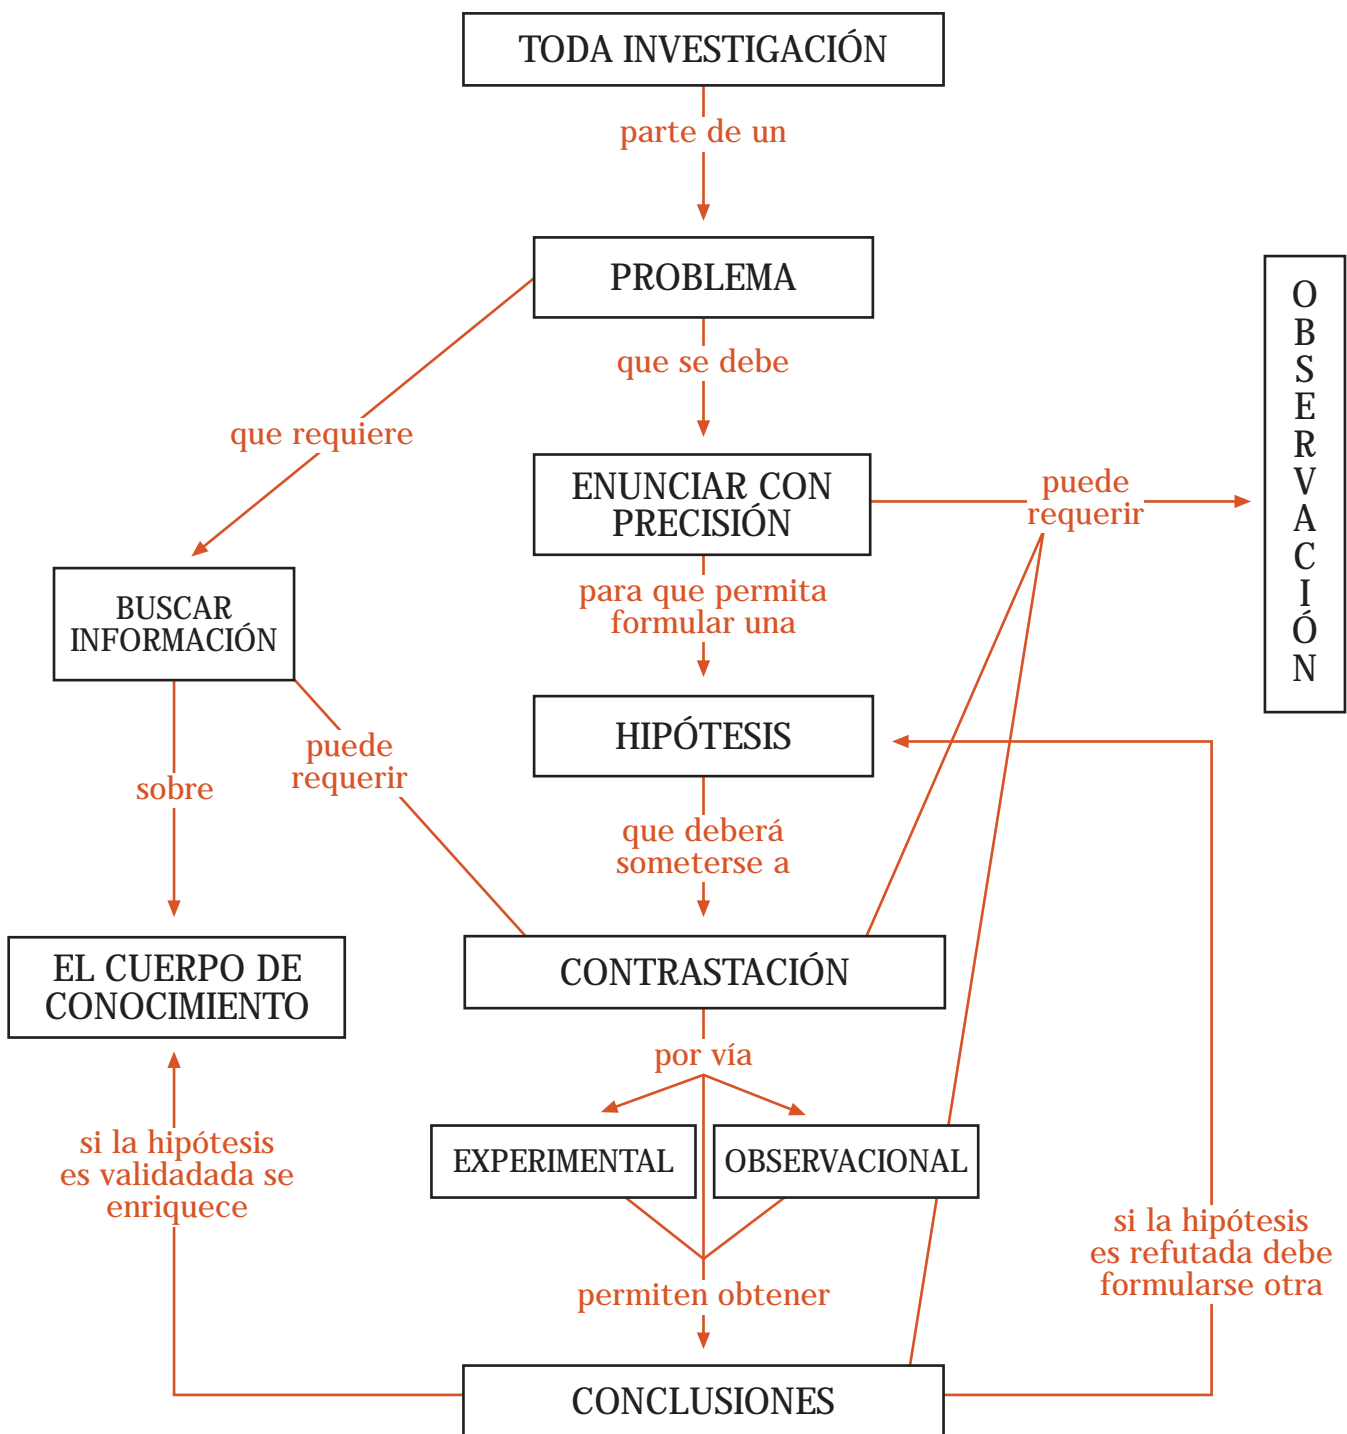 TODA INVESTIGACIÓN
parte de un
PROBLEMA
que se debe
que requiere
ENUNCIAR CON
PRECISIÓN
puede
requerir
O
B
S
E
R
V
A
C
I
Ó
N
para que permita
formular una
BUSCAR
INFORMACIÓN
HIPÓTESIS
puede
requerir
sobre
que deberá
someterse a
EL CUERPO DE
CONOCIMIENTO
CONTRASTACIÓN
por vía
EXPERIMENTAL
OBSERVACIONAL
si la hipótesis
es validadada se
enriquece
si la hipótesis
es refutada debe
formularse otra
permiten obtener
CONCLUSIONES